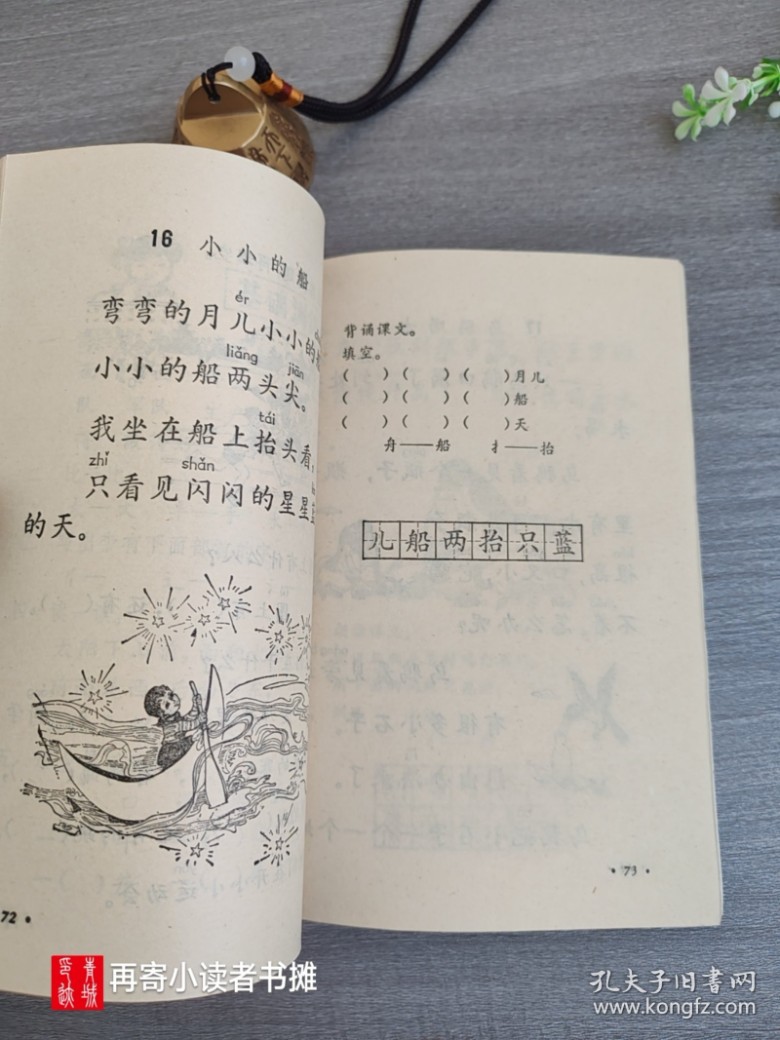 16 小小的船
ér
弯弯的月儿小小的
liǎng jiān
小小的船两头尖。
tái
我坐在船上抬头看,
zhǐ shǎn
只看见闪闪的星星蓝
的天。
72 •
背诵课文。
填空。
( ) ( ) ( )月儿
( ) ( ) ( )船
( ) ( ) ( )天
舟——船 扌——抬
儿船两抬只蓝
• 73 •
青城
再寄小读者书摊
孔夫子旧书网
www.kongfz.com